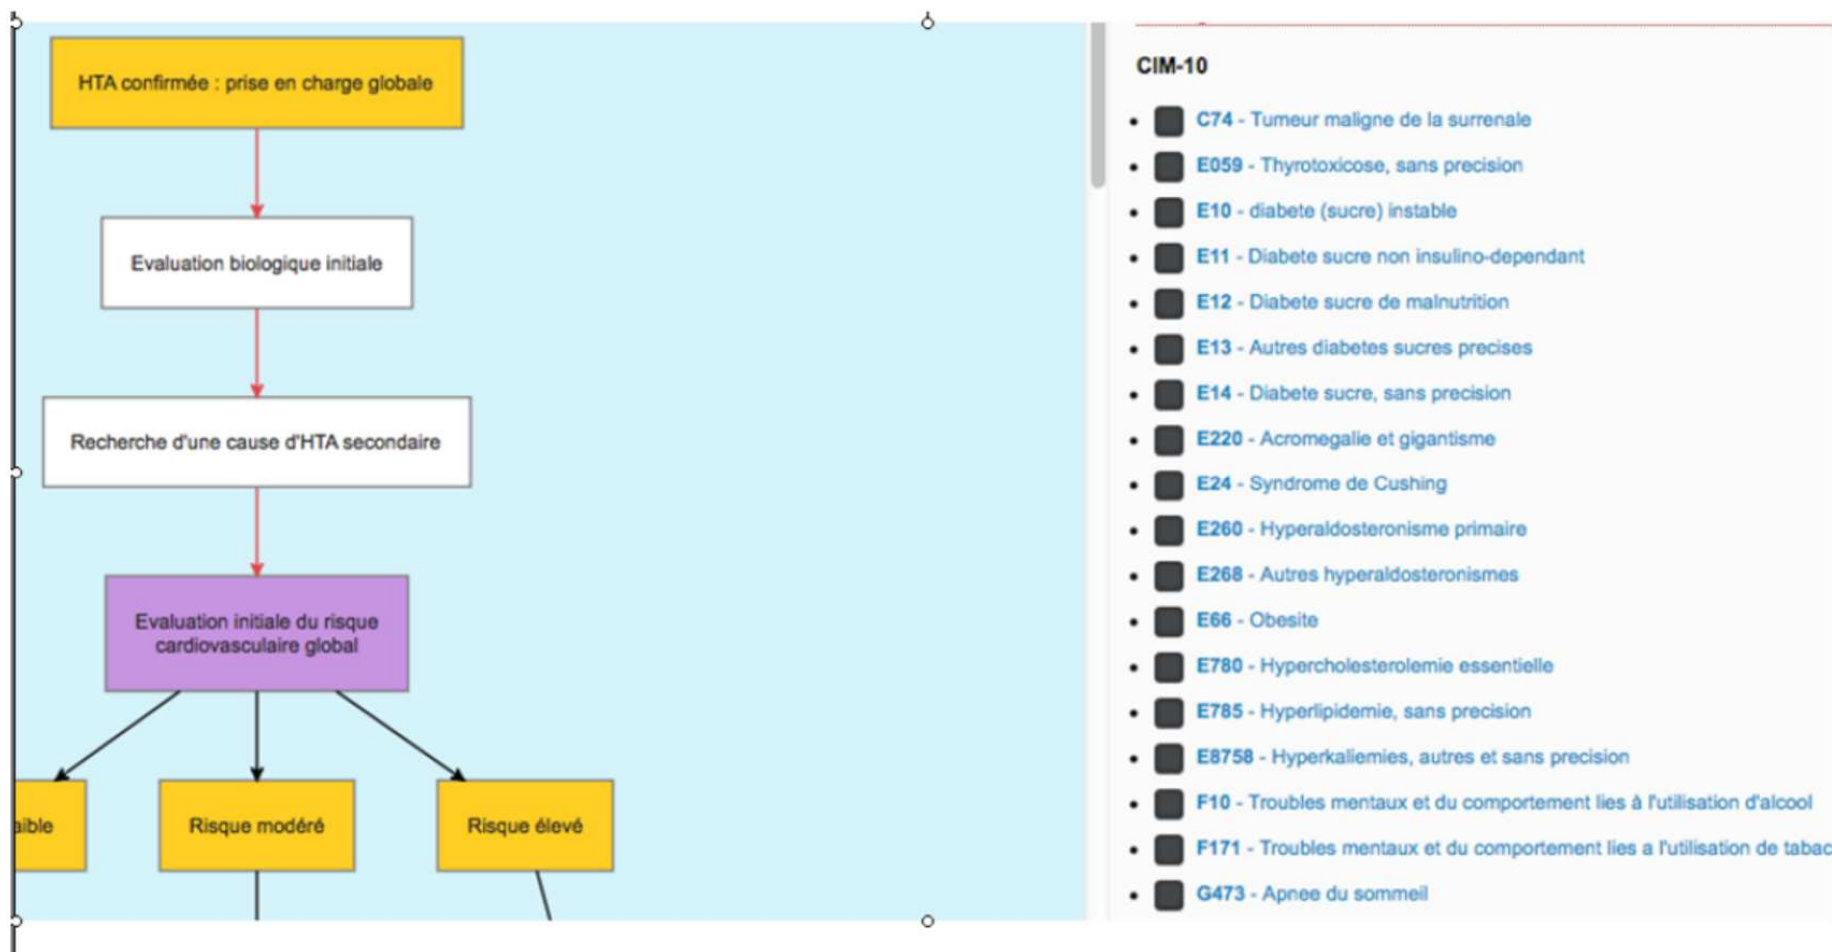 HTA confirmée : prise en charge globale
Evaluation biologique initiale
Recherche d'une cause d'HTA secondaire
Evaluation initiale du risque
cardiovasculaire global
aible
Risque modéré
Risque élevé
CIM-10
C74 - Tumeur maligne de la surrenale
E059 - Thyrotoxicose, sans precision
E10 - diabete (sucre) instable
E11 - Diabete sucre non insulino-dependant
E12 - Diabete sucre de malnutrition
E13 - Autres diabetes sucres precises
E14 - Diabete sucre, sans precision
E220 - Acromegalie et gigantisme
E24 - Syndrome de Cushing
E260 - Hyperaldosteronisme primaire
E268 - Autres hyperaldosteronismes
E66 - Obesite
E780 - Hypercholesterolemie essentielle
E785 - Hyperlipidemie, sans precision
E8758 - Hyperkaliemies, autres et sans precision
F10 - Troubles mentaux et du comportement lies à l'utilisation d'alcool
F171 - Troubles mentaux et du comportement lies a l'utilisation de tabac
G473 - Apnee du sommeil